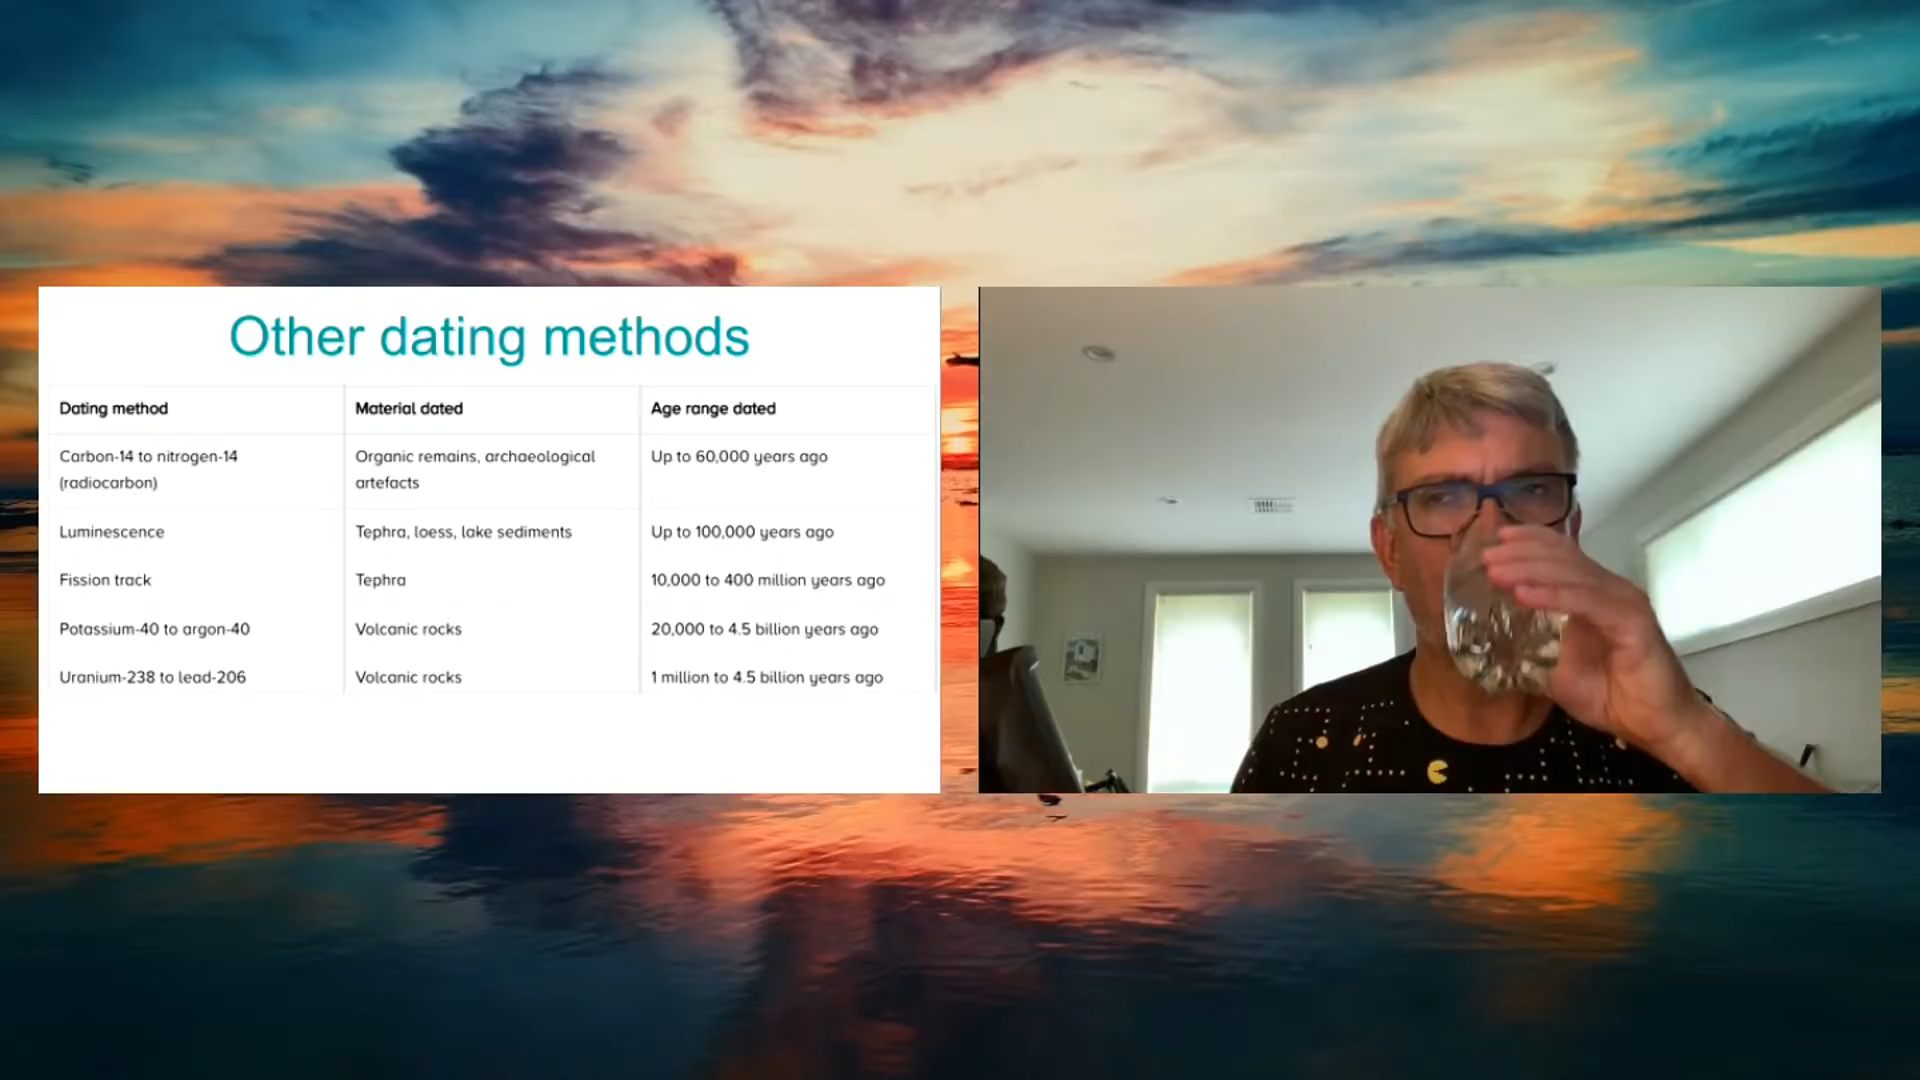 Other dating methods
Dating method
Material dated
Age range dated
Carbon-14 to nitrogen-14
(radiocarbon)
Organic remains, archaeological
artefacts
Up to 60,000 years ago
Luminescence
Tephra, loess, lake sediments
Up to 100,000 years ago
Fission track
Tephra
10,000 to 400 million years ago
Potassium-40 to argon-40
Volcanic rocks
20,000 to 4.5 billion years ago
Uranium-238 to lead-206
Volcanic rocks
1 million to 4.5 billion years ago